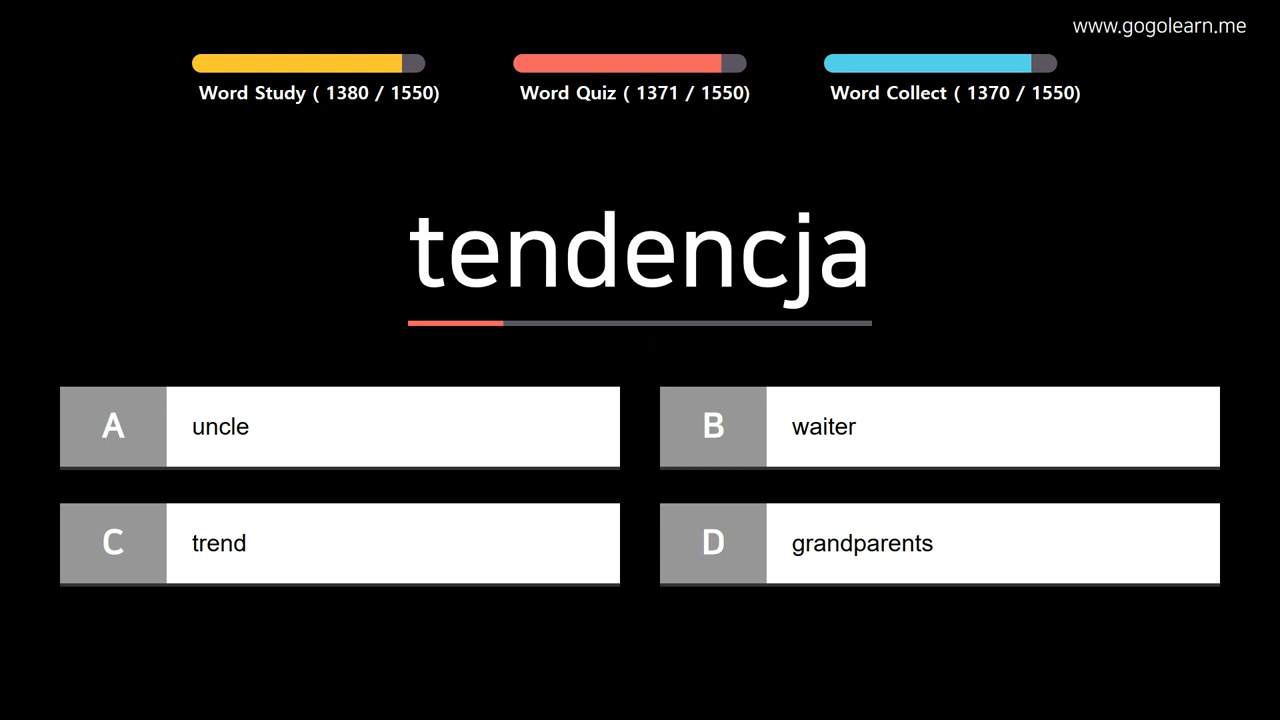 www.gogolearn.me
Word Study ( 1380 / 1550)
Word Quiz ( 1371 / 1550)
Word Collect ( 1370 / 1550)
tendencja
A uncle
B waiter
C trend
D grandparents